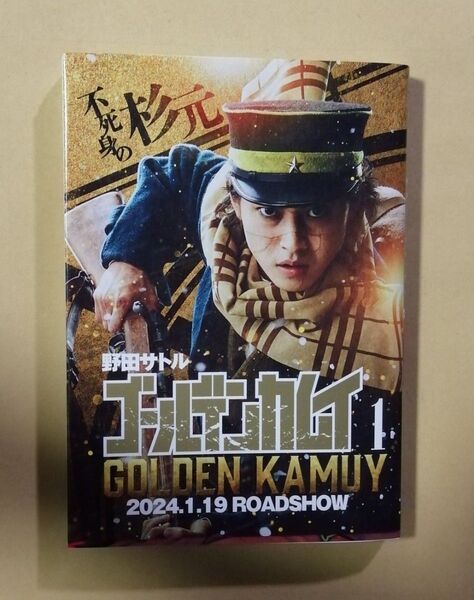 不死身の
杉元
野田サトル
ゴールデンカムイ 1
GOLDEN KAMUY
2024.1.19 ROADSHOW